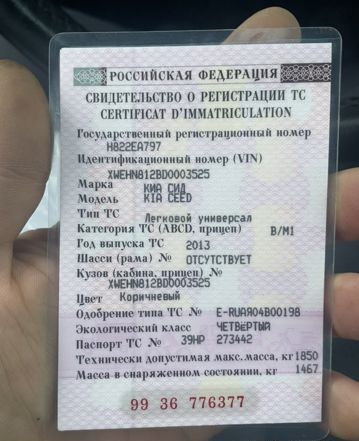 РОССИЙСКАЯ ФЕДЕРАЦИЯ
СВИДЕТЕЛЬСТВО О РЕГИСТРАЦИИ ТС
CERTIFICAT D'IMMATRICULATION
Государственный регистрационный номер
Н822ЕА797
Идентификационный номер (VIN)
XWEHN812BD0003525
Марка КИА СИД
Модель KIA CEED
Тип ТС Легковой универсал
Категория ТС (ABCD, прицеп) B/M1
Год выпуска ТС 2013
Шасси (рама) № ОТСУТСТВУЕТ
Кузов (кабина, прицеп) №
XWEHN812BD0003525
Цвет Коричневый
Одобрение типа ТС № E-RUАЯ04В00198
Экологический класс ЧЕТВЕРТЫЙ
Паспорт ТС № 39НР 273442
Технически допустимая макс.масса, кг 1850
Масса в снаряженном состоянии, кг 1467
99 36 776377